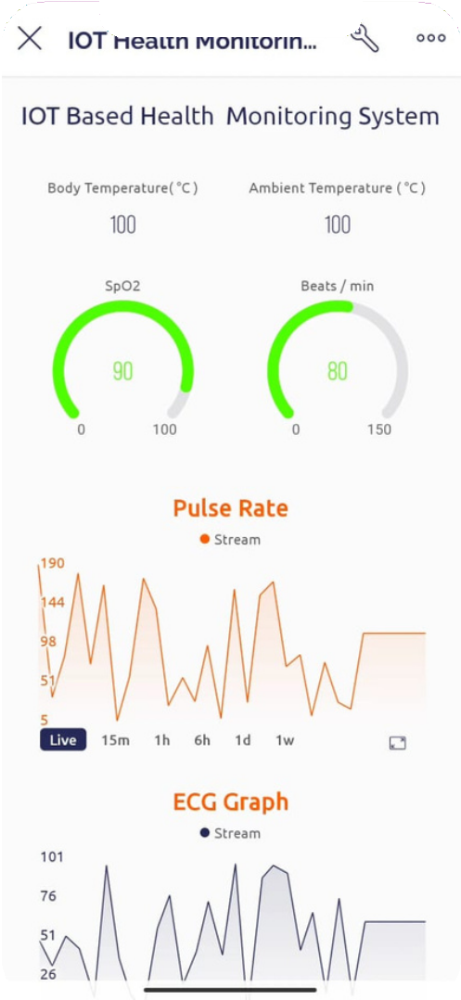 IOT Health Monitorin...
IOT Based Health Monitoring System
Body Temperature( °C )
Ambient Temperature ( °C )
100
100
SpO2
Beats / min
90
80
0
100
0
150
Pulse Rate
Stream
190
144
98
51
5
Live
15m
1h
6h
1d
1w
ECG Graph
Stream
101
76
51
26